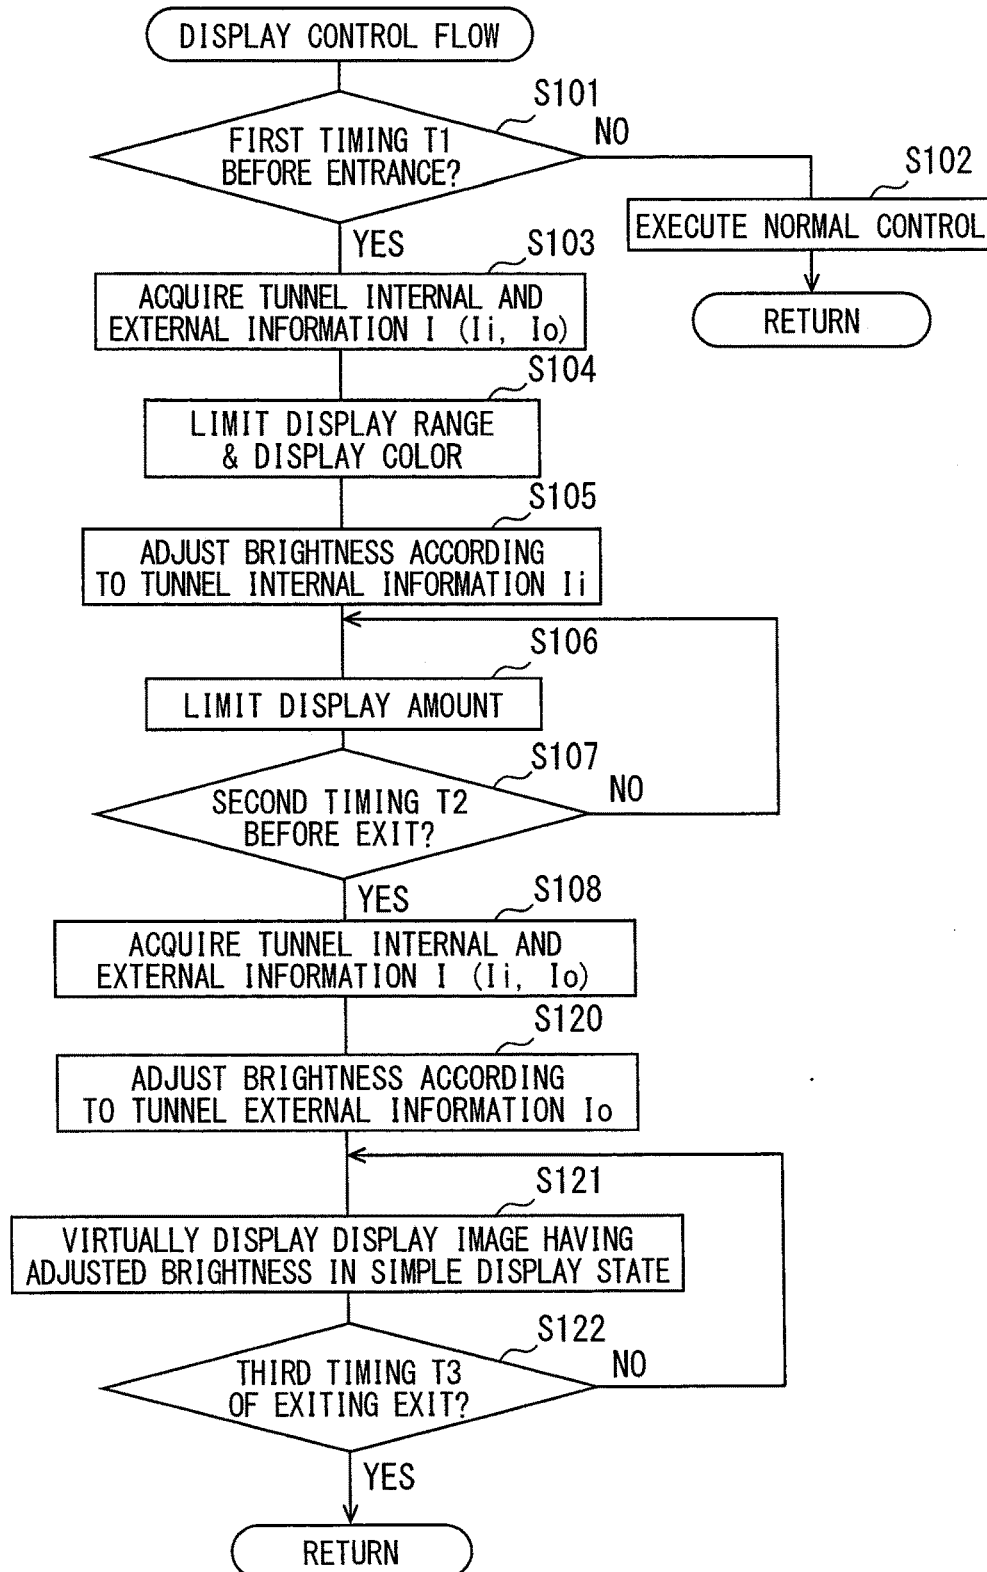 DISPLAY CONTROL FLOW
S101
FIRST TIMING T1
BEFORE ENTRANCE?
NO
S102
EXECUTE NORMAL CONTROL
RETURN
YES
S103
ACQUIRE TUNNEL INTERNAL AND
EXTERNAL INFORMATION I (Ii, Io)
S104
LIMIT DISPLAY RANGE
& DISPLAY COLOR
S105
ADJUST BRIGHTNESS ACCORDING
TO TUNNEL INTERNAL INFORMATION Ii
S106
LIMIT DISPLAY AMOUNT
S107
SECOND TIMING T2
BEFORE EXIT?
NO
YES
S108
ACQUIRE TUNNEL INTERNAL AND
EXTERNAL INFORMATION I (Ii, Io)
S120
ADJUST BRIGHTNESS ACCORDING
TO TUNNEL EXTERNAL INFORMATION Io
S121
VIRTUALLY DISPLAY DISPLAY IMAGE HAVING
ADJUSTED BRIGHTNESS IN SIMPLE DISPLAY STATE
S122
THIRD TIMING T3
OF EXITING EXIT?
NO
YES
RETURN